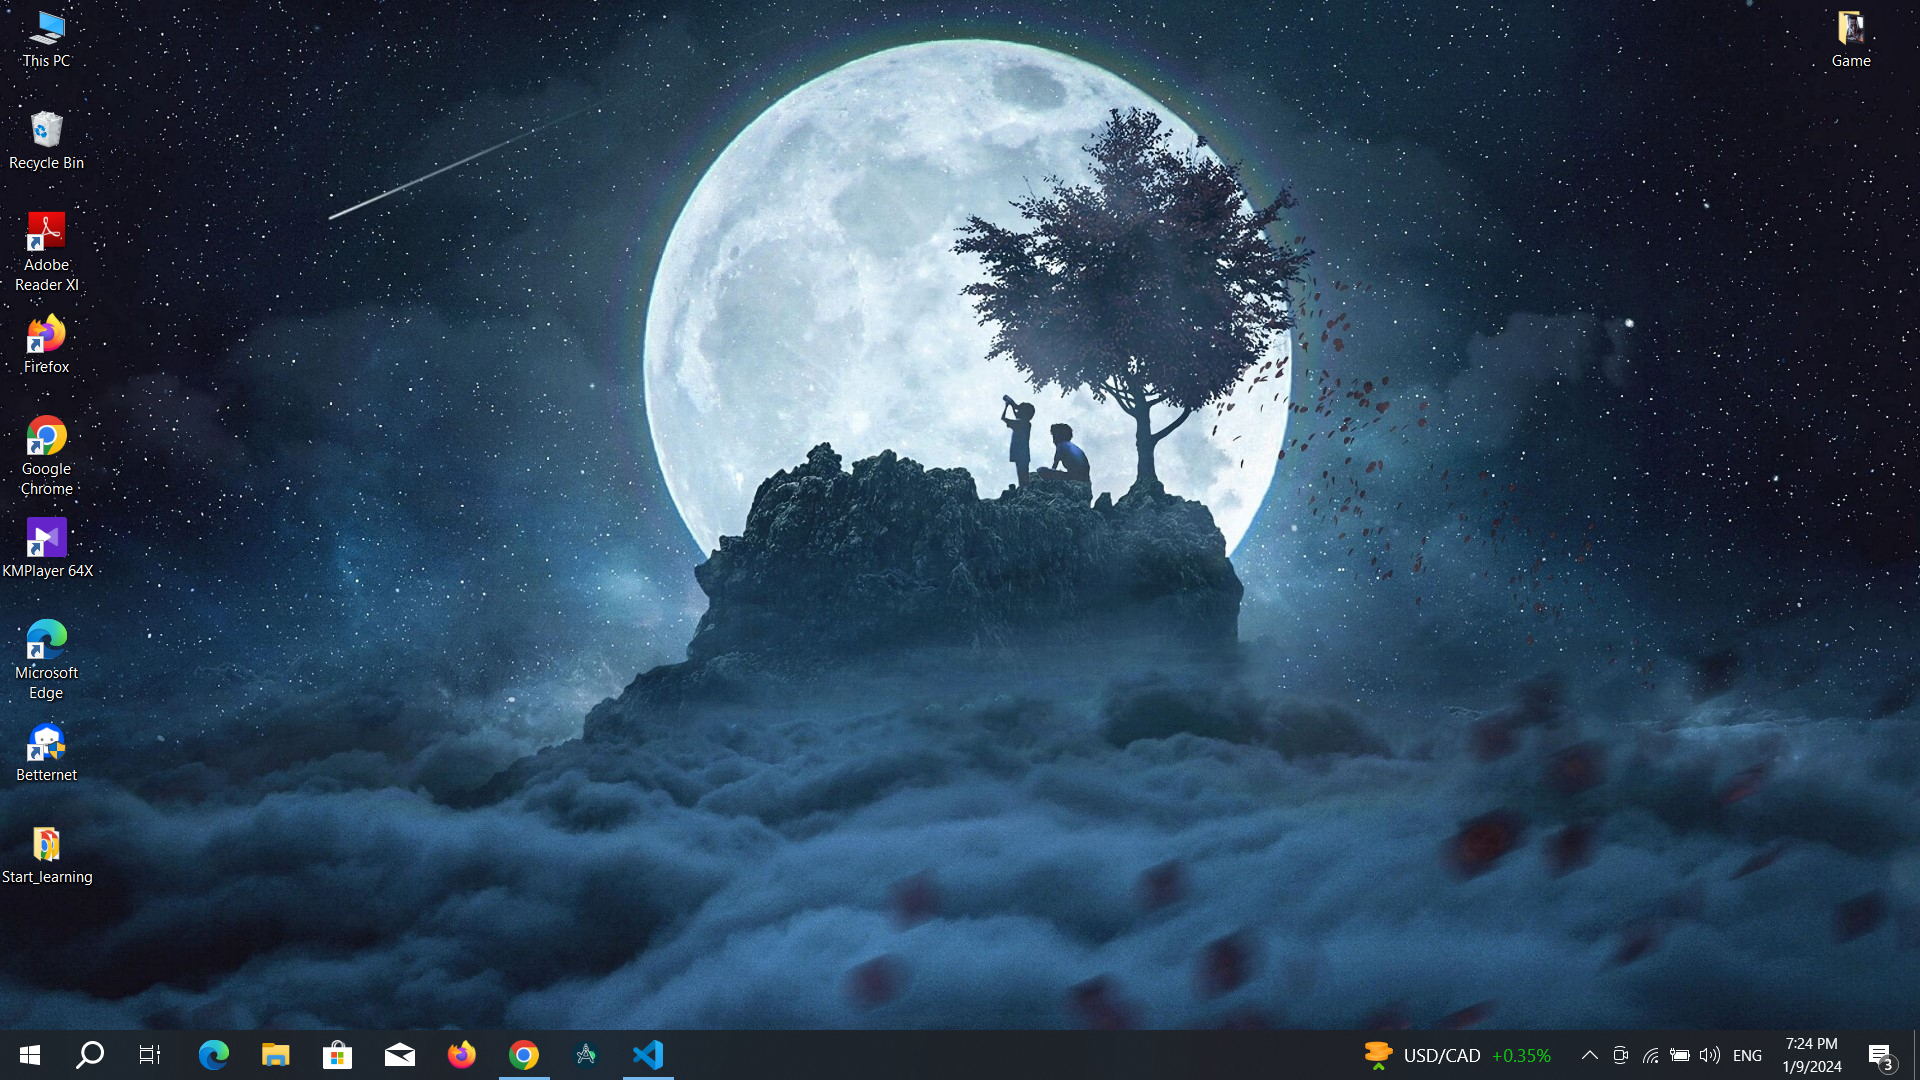 This PC
Recycle Bin
Adobe
Reader XI
Firefox
Google
Chrome
KMPlayer 64X
Microsoft
Edge
Betternet
Start_learning
Game
USD/CAD +0.35%
ENG
7:24 PM
1/9/2024
3